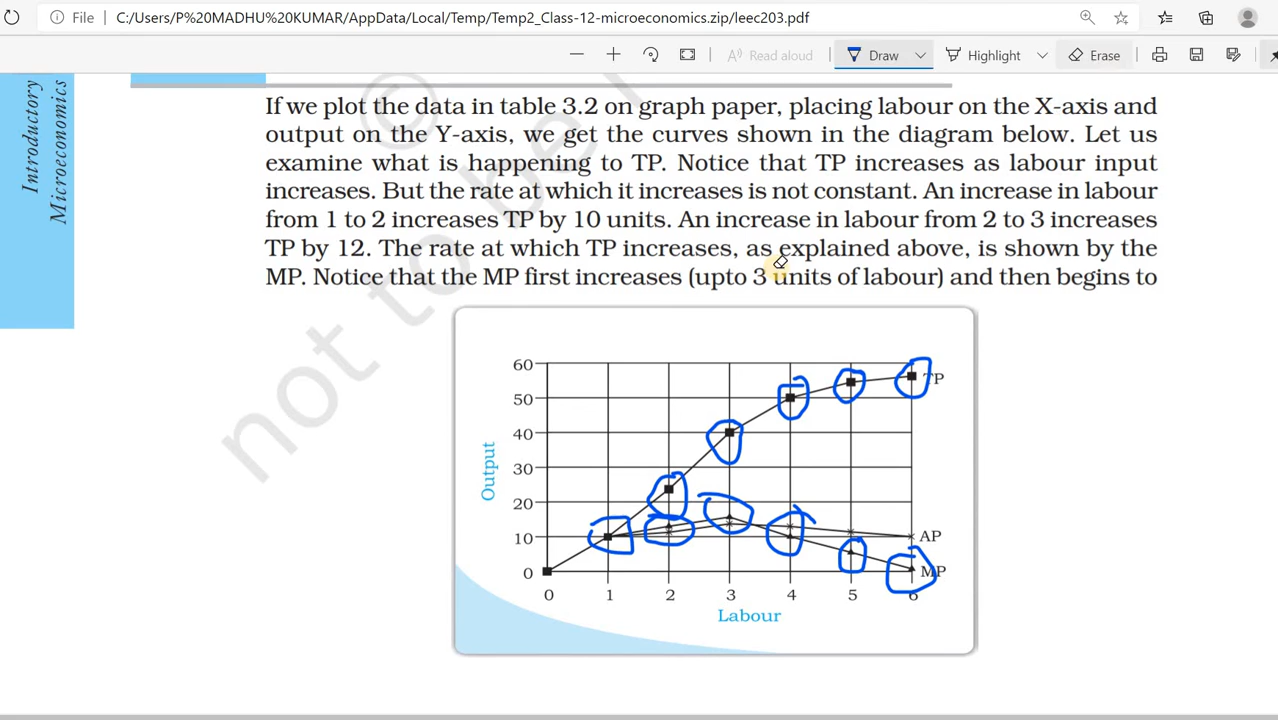 File
C:/Users/P%20MADHU%20KUMAR/AppData/Local/Temp/Temp2_Class-12-microeconomics.zip/leec203.pdf
Read aloud
Draw
Highlight
Erase
Introductory
Microeconomics
© not to be
If we plot the data in table 3.2 on graph paper, placing labour on the X-axis and
output on the Y-axis, we get the curves shown in the diagram below. Let us
examine what is happening to TP. Notice that TP increases as labour input
increases. But the rate at which it increases is not constant. An increase in labour
from 1 to 2 increases TP by 10 units. An increase in labour from 2 to 3 increases
TP by 12. The rate at which TP increases, as explained above, is shown by the
MP. Notice that the MP first increases (upto 3 units of labour) and then begins to
60
50
40
30
20
10
0
Output
TP
AP
MP
0 1 2 3 4 5 6
Labour